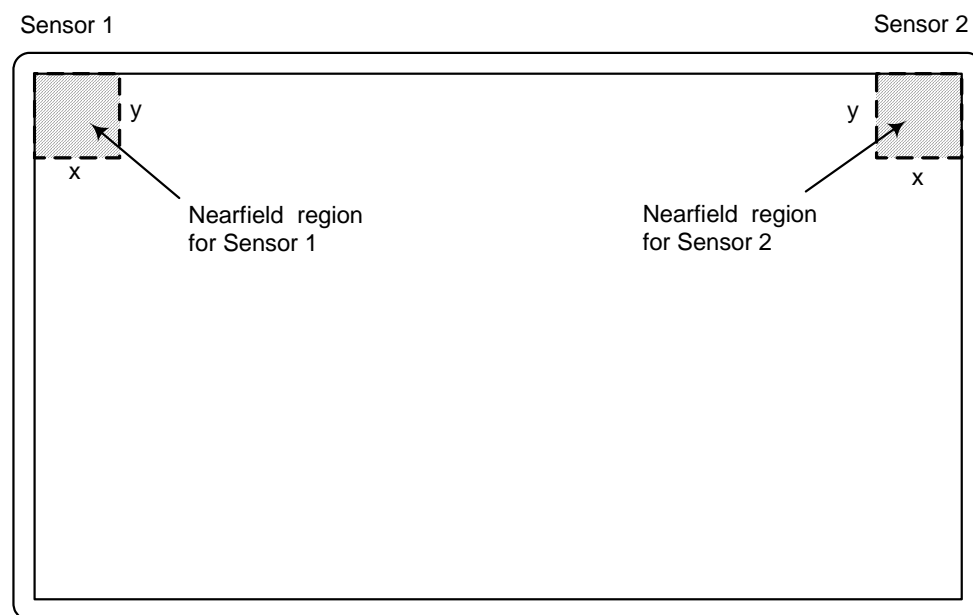 Sensor 1
Sensor 2
y
y
x
x
Nearfield region
for Sensor 1
Nearfield region
for Sensor 2